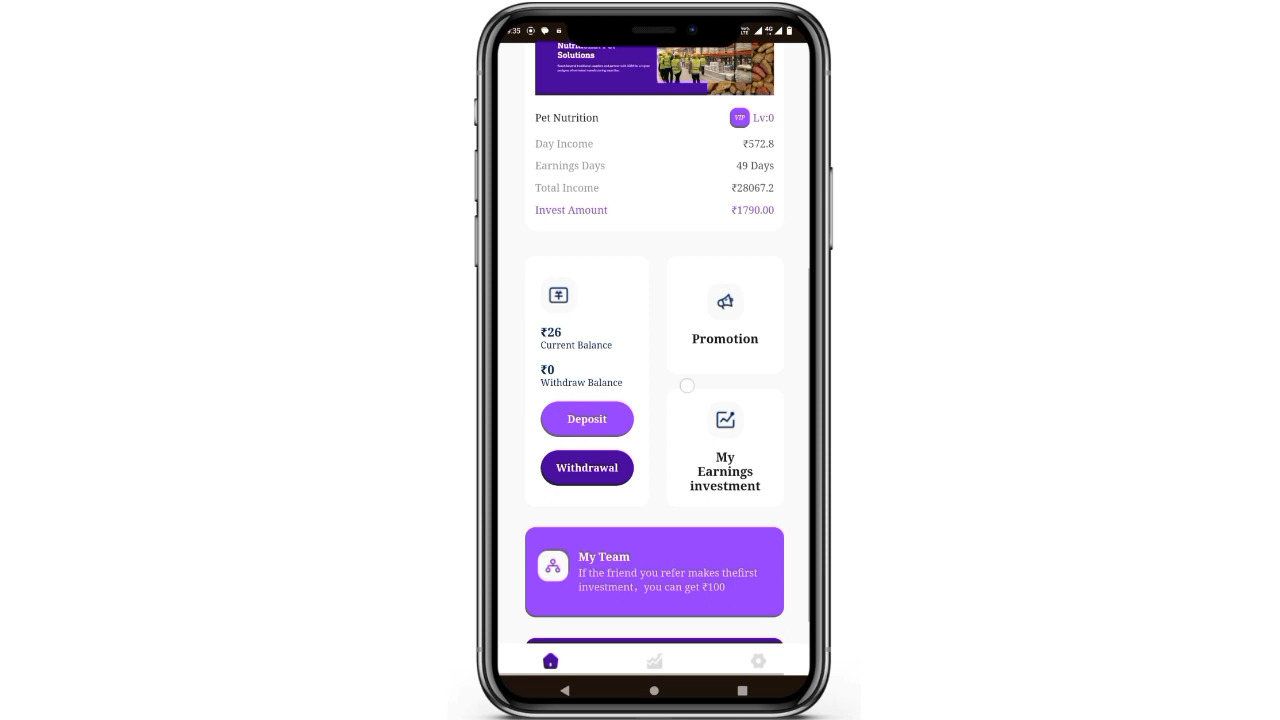 :35
4G
Solutions
Pet Nutrition
VIP Lv:0
Day Income ₹572.8
Earnings Days 49 Days
Total Income ₹28067.2
Invest Amount ₹1790.00
₹26
Current Balance
₹0
Withdraw Balance
Deposit
Withdrawal
Promotion
My
Earnings
investment
My Team
If the friend you refer makes thefirst
investment，you can get ₹100